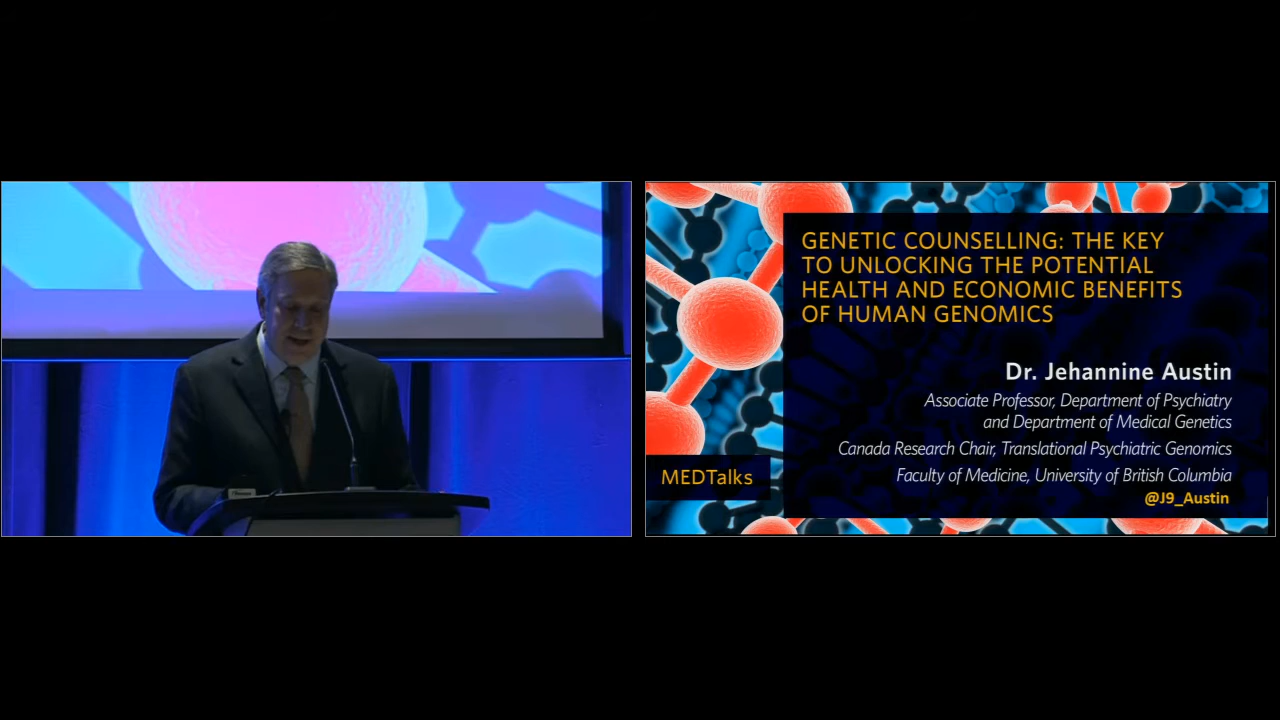 GENETIC COUNSELLING: THE KEY
TO UNLOCKING THE POTENTIAL
HEALTH AND ECONOMIC BENEFITS
OF HUMAN GENOMICS
Dr. Jehannine Austin
Associate Professor, Department of Psychiatry
and Department of Medical Genetics
Canada Research Chair, Translational Psychiatric Genomics
Faculty of Medicine, University of British Columbia
@J9_Austin
MEDTalks